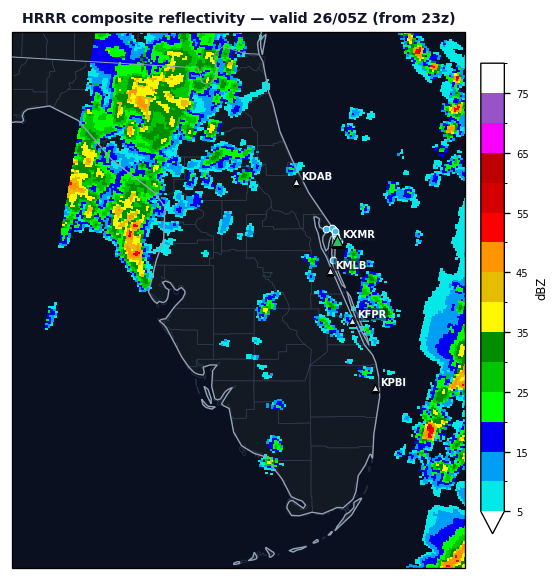 HRRR composite reflectivity — valid 26/05Z (from 23z)
KDAB
KXMR
KMLB
KFPR
KPBI
75
65
55
45
35
25
15
5
dBZ